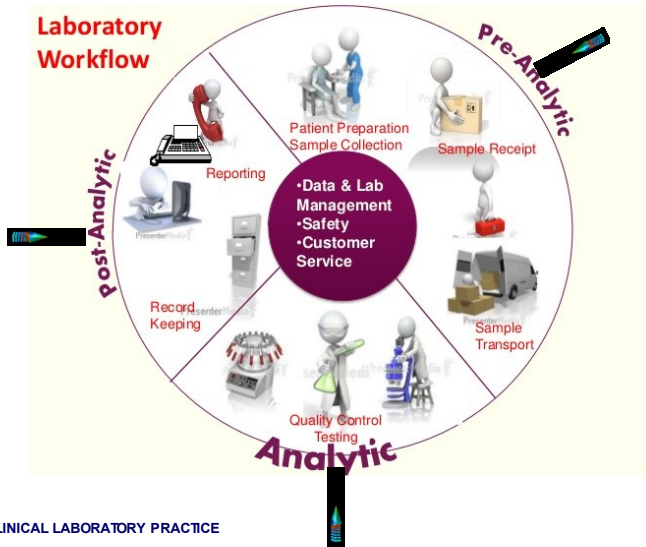 Laboratory
Workflow
Pre-Analytic
Patient Preparation
Sample Collection
Sample Receipt
Reporting
•Data & Lab
Management
•Safety
•Customer
Service
Post-Analytic
PresenterMedia
Record
Keeping
Sample
Transport
Quality Control
Testing
Analytic
LINICAL LABORATORY PRACTICE